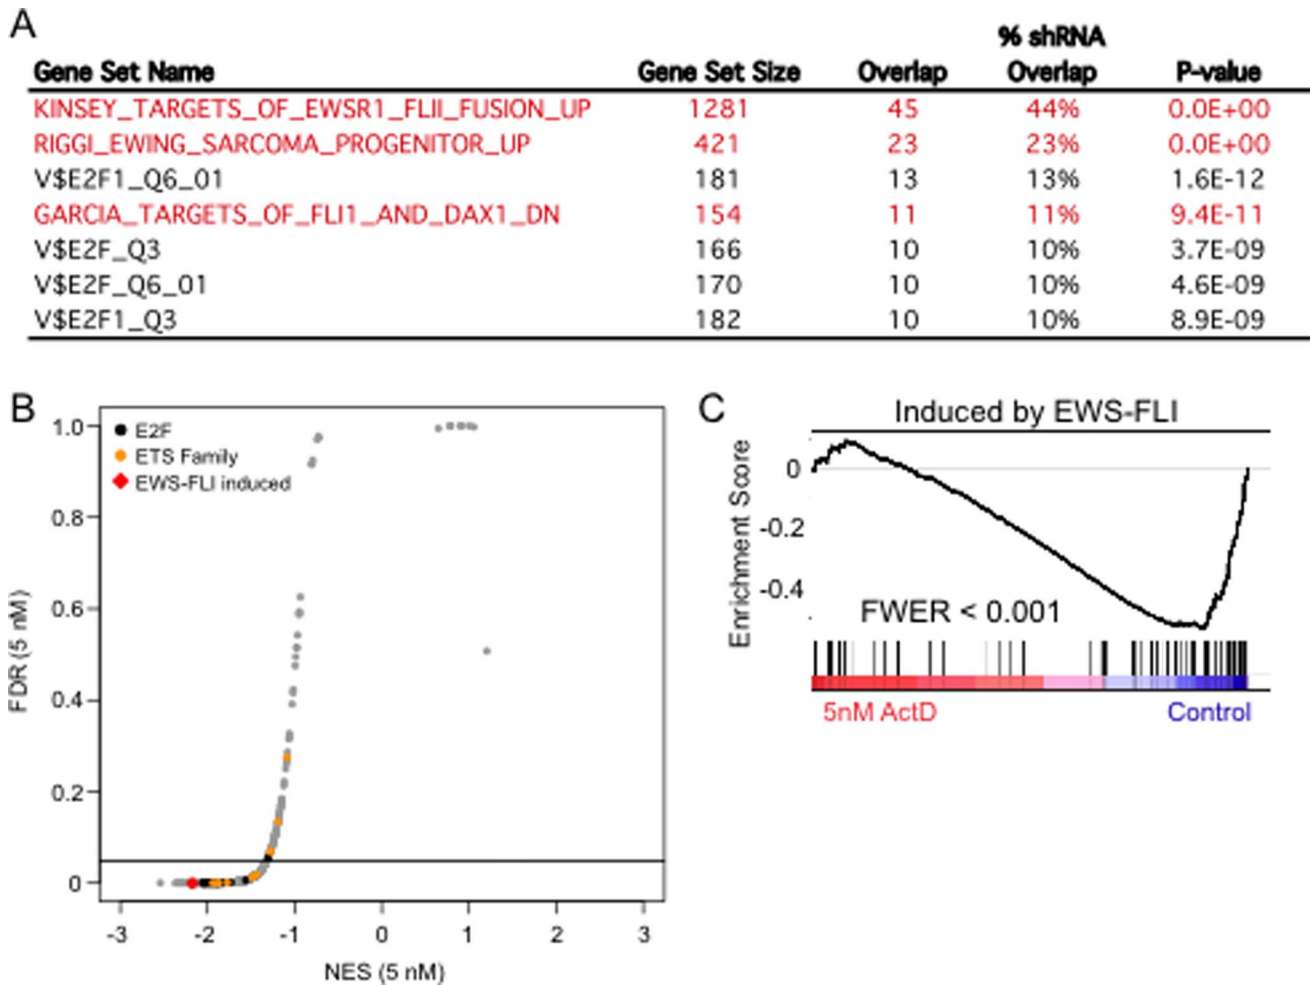 A
% shRNA
Gene Set Name Gene Set Size Overlap Overlap P-value
KINSEY_TARGETS_OF_EWSR1_FLII_FUSION_UP 1281 45 44% 0.0E+00
RIGGI_EWING_SARCOMA_PROGENITOR_UP 421 23 23% 0.0E+00
V$E2F1_Q6_01 181 13 13% 1.6E-12
GARCIA_TARGETS_OF_FLI1_AND_DAX1_DN 154 11 11% 9.4E-11
V$E2F_Q3 166 10 10% 3.7E-09
V$E2F_Q6_01 170 10 10% 4.6E-09
V$E2F1_Q3 182 10 10% 8.9E-09
B
E2F
ETS Family
EWS-FLI induced
FDR (5 nM)
1.0
0.8
0.6
0.4
0.2
0
-3 -2 -1 0 1 2 3
NES (5 nM)
C
Induced by EWS-FLI
Enrichment Score
0
-0.2
-0.4
FWER < 0.001
5nM ActD Control